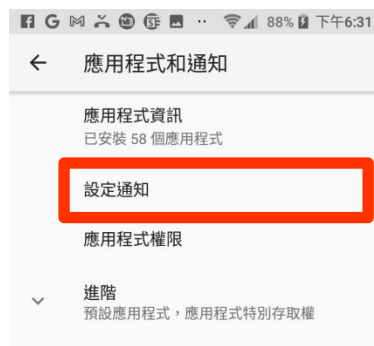 88% 下午6:31
應用程式和通知
應用程式資訊
已安裝 58 個應用程式
設定通知
應用程式權限
進階
預設應用程式，應用程式特別存取權